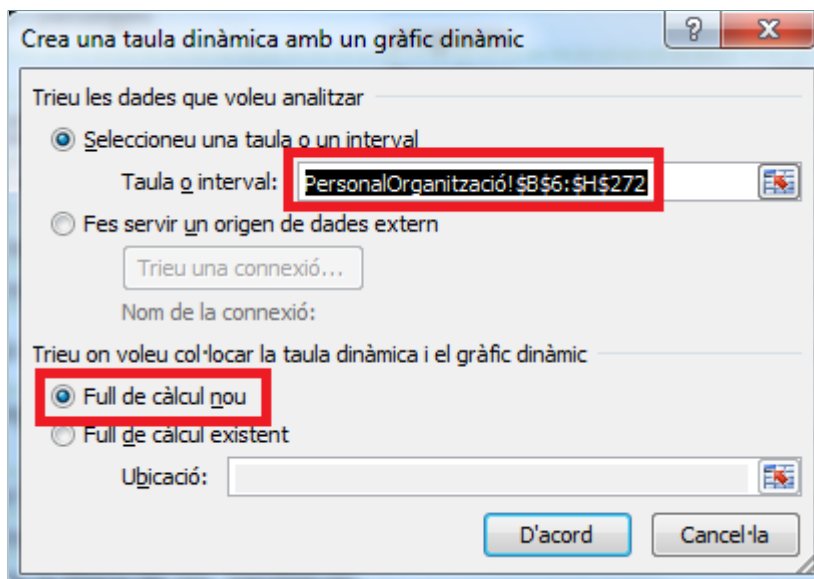 Crea una taula dinàmica amb un gràfic dinàmic
Trieu les dades que voleu analitzar
Seleccioneu una taula o un interval
Taula o interval: PersonalOrganització!$B$6:$H$272
Fes servir un origen de dades extern
Trieu una connexió...
Nom de la connexió:
Trieu on voleu col·locar la taula dinàmica i el gràfic dinàmic
Full de càlcul nou
Full de càlcul existent
Ubicació:
D'acord Cancel·la